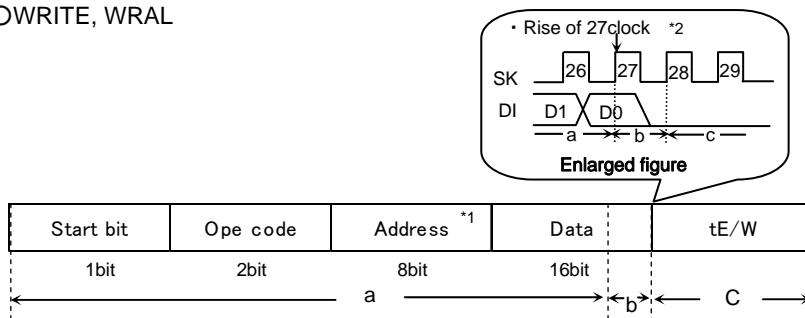 ○WRITE, WRAL
・Rise of 27clock *2
SK 26 27 28 29
DI D1 D0
a b c
Enlarged figure
Start bit Ope code Address *1 Data tE/W
1bit 2bit 8bit 16bit
a b C